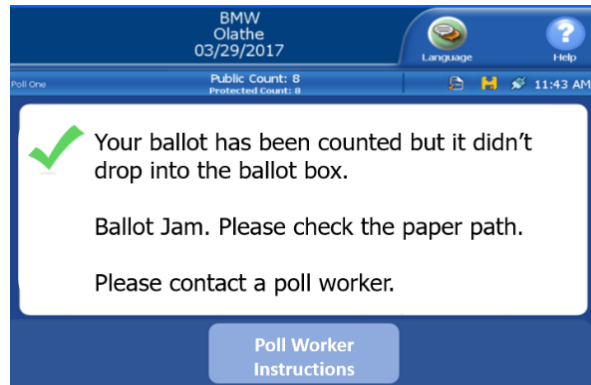 BMW
Olathe
03/29/2017
Language
Help
Poll One
Public Count: 8
Protected Count: 8
11:43 AM
Your ballot has been counted but it didn’t
drop into the ballot box.
Ballot Jam. Please check the paper path.
Please contact a poll worker.
Poll Worker
Instructions